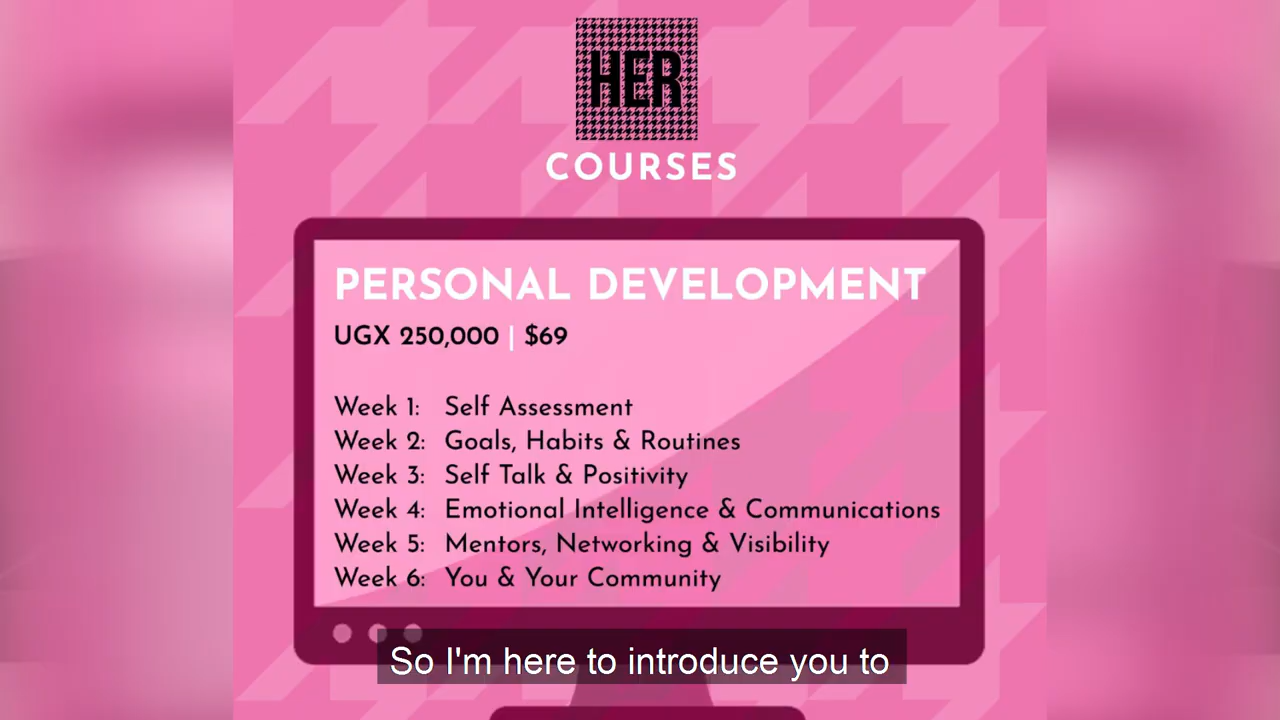 HER
COURSES
PERSONAL DEVELOPMENT
UGX 250,000 | $69
Week 1: Self Assessment
Week 2: Goals, Habits & Routines
Week 3: Self Talk & Positivity
Week 4: Emotional Intelligence & Communications
Week 5: Mentors, Networking & Visibility
Week 6: You & Your Community
So I'm here to introduce you to